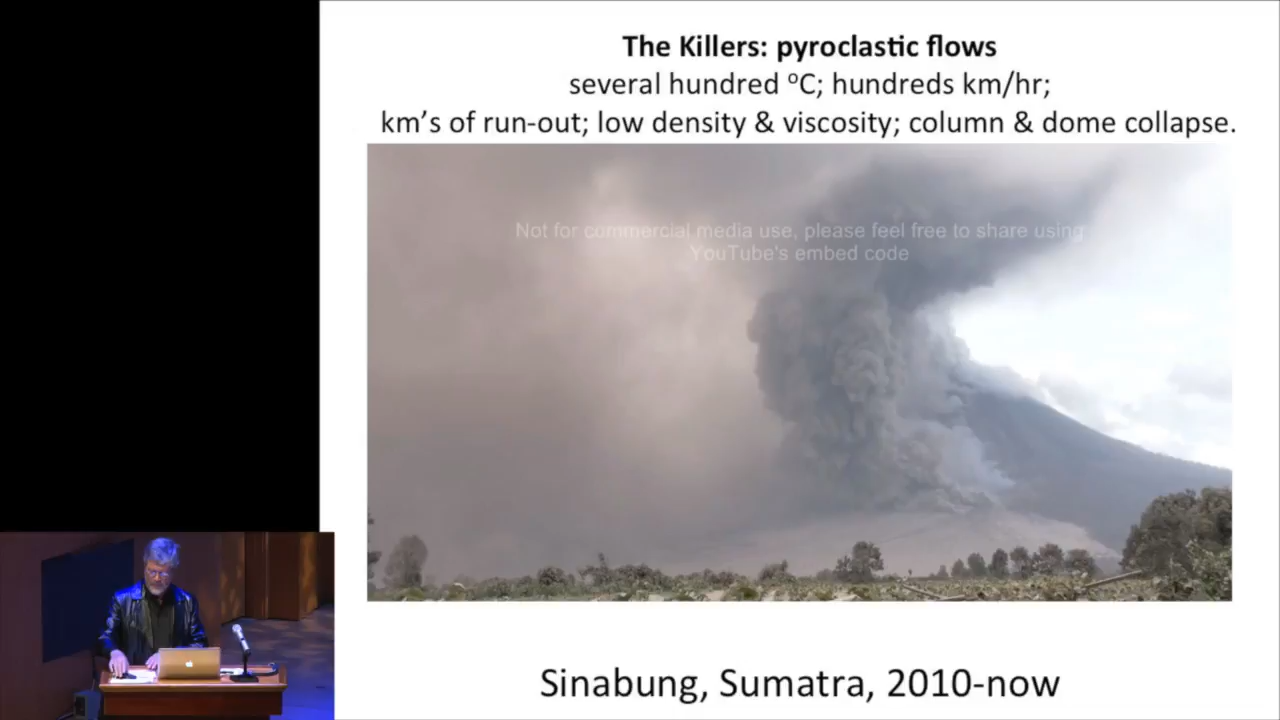 The Killers: pyroclastic flows
several hundred °C; hundreds km/hr;
km's of run-out; low density & viscosity; column & dome collapse.
Not for commercial media use, please feel free to share using
YouTube's embed code
Sinabung, Sumatra, 2010-now